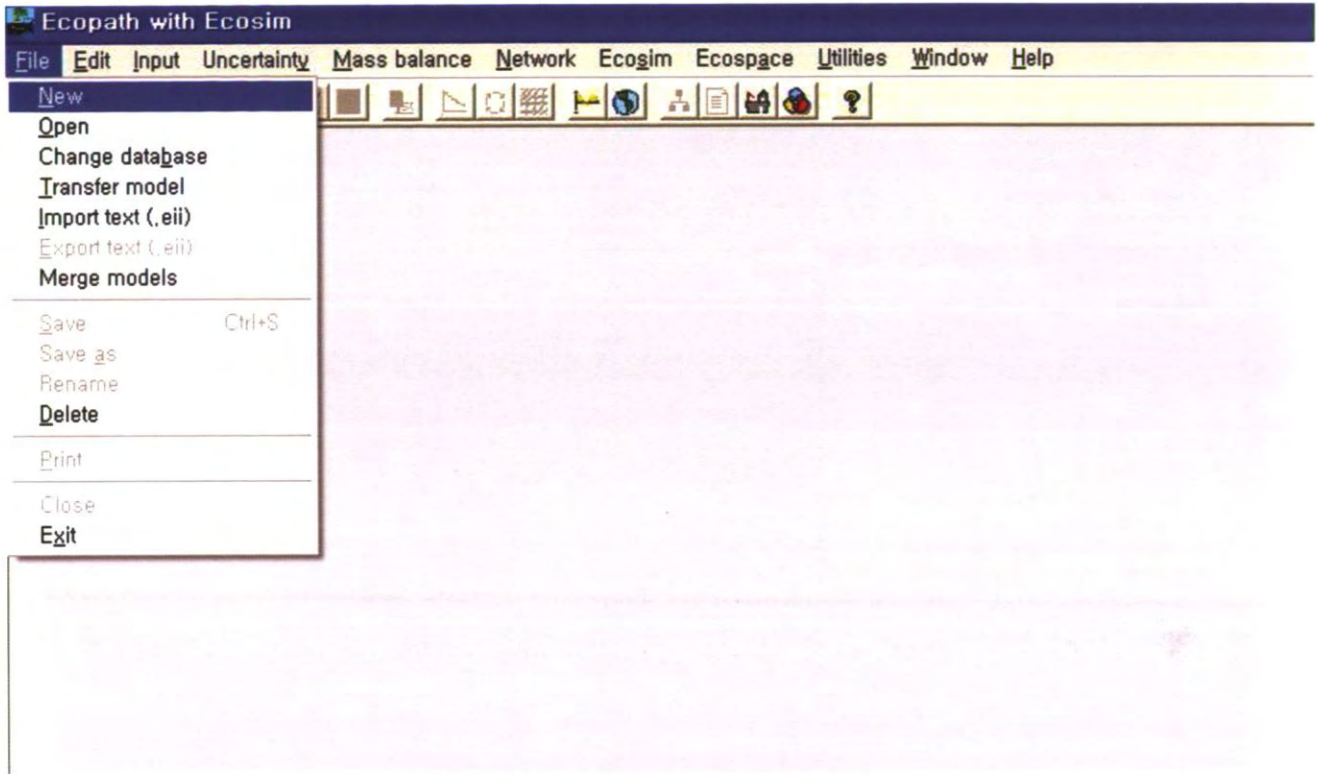 Ecopath with Ecosim
File Edit Input Uncertainty Mass balance Network Ecosim Ecospace Utilities Window Help
New
Open
Change database
Transfer model
Import text (.eii)
Export text (.eii)
Merge models
Save Ctrl+S
Save as
Rename
Delete
Print
Close
Exit